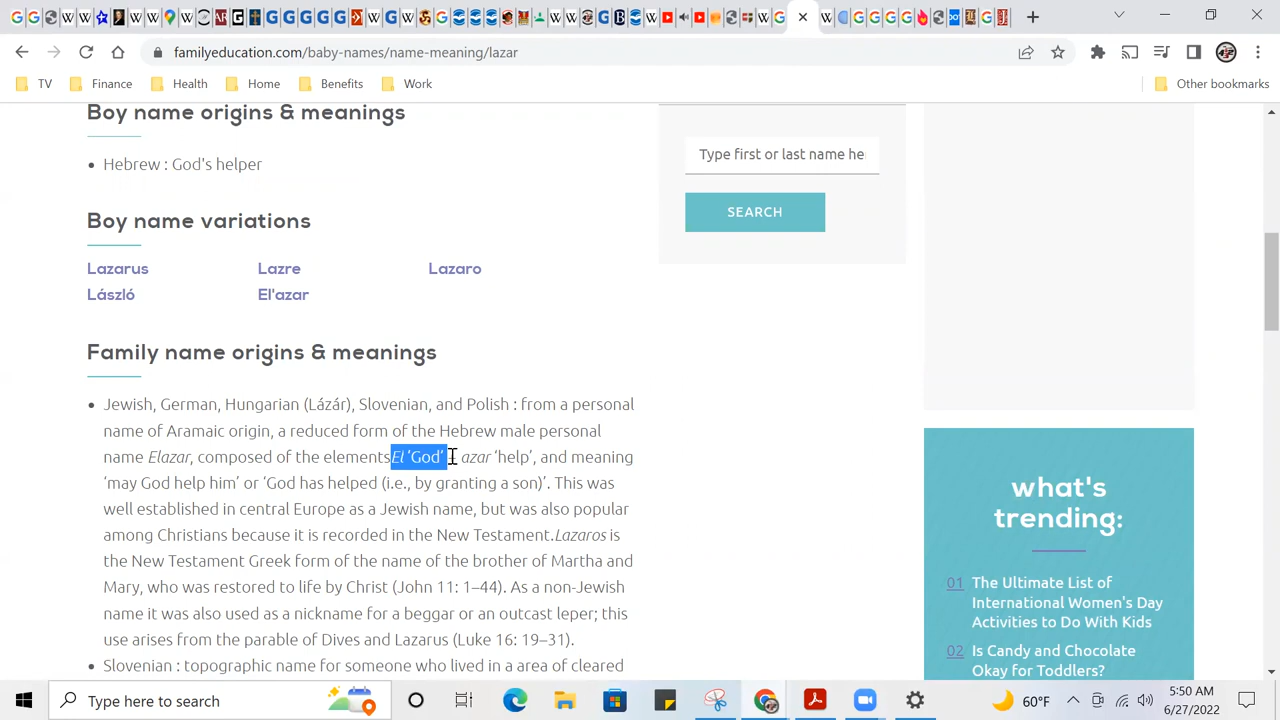 familyeducation.com/baby-names/name-meaning/lazar
TV Finance Health Home Benefits Work Other bookmarks
Boy name origins & meanings
Hebrew : God's helper
Boy name variations
Lazarus Lazre Lazaro
László El'azar
Family name origins & meanings
Jewish, German, Hungarian (Lázár), Slovenian, and Polish : from a personal
name of Aramaic origin, a reduced form of the Hebrew male personal
name Elazar, composed of the elementsEl ‘God’ + azar ‘help’, and meaning
‘may God help him’ or ‘God has helped (i.e., by granting a son)’. This was
well established in central Europe as a Jewish name, but was also popular
among Christians because it is recorded in the New Testament.Lazaros is
the New Testament Greek form of the name of the brother of Martha and
Mary, who was restored to life by Christ (John 11: 1–44). As a non-Jewish
name it was also used as a nickname for a beggar or an outcast leper; this
use arises from the parable of Dives and Lazarus (Luke 16: 19–31).
Slovenian : topographic name for someone who lived in a area of cleared
Type first or last name he
SEARCH
what's
trending:
01 The Ultimate List of
International Women's Day
Activities to Do With Kids
02 Is Candy and Chocolate
Okay for Toddlers?
Type here to search
60°F
5:50 AM
6/27/2022